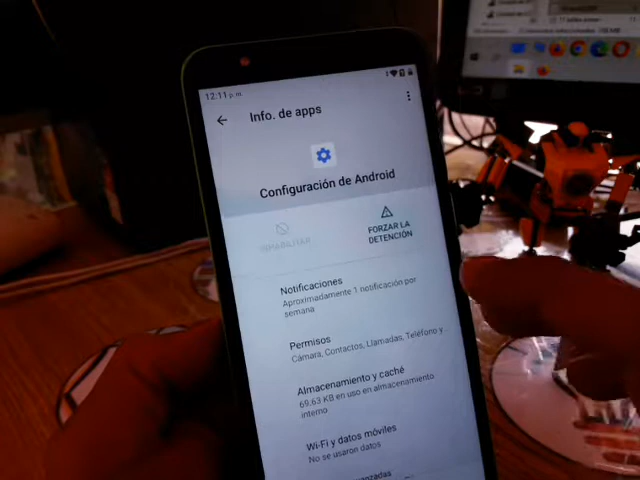 12:11 p. m.
Info. de apps
Configuración de Android
INHABILITAR
FORZAR LA
DETENCIÓN
Notificaciones
Aproximadamente 1 notificación por
semana
Permisos
Cámara, Contactos, Llamadas, Teléfono y
Almacenamiento y caché
69,63 KB en uso en almacenamiento
interno
Wi-Fi y datos móviles
No se usaron datos